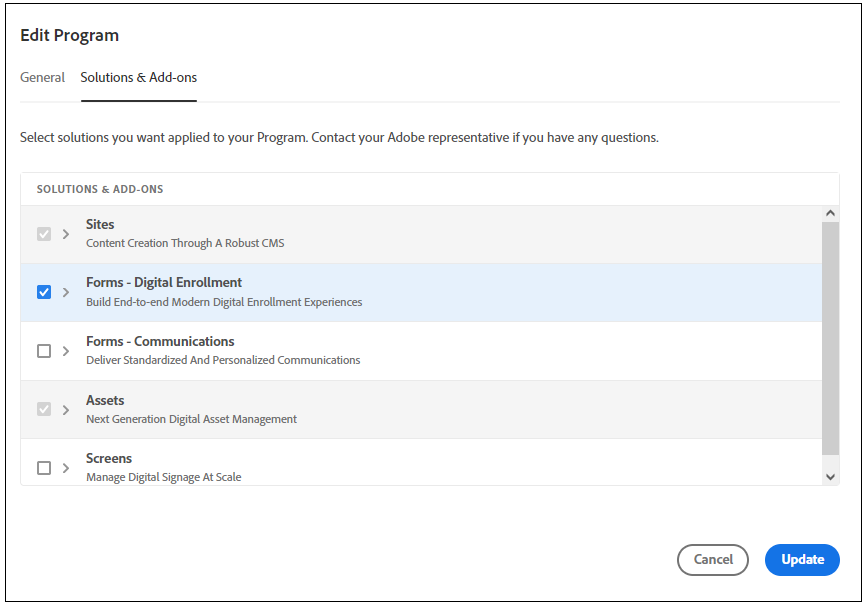 Edit Program
General Solutions & Add-ons
Select solutions you want applied to your Program. Contact your Adobe representative if you have any questions.
SOLUTIONS & ADD-ONS
Sites
Content Creation Through A Robust CMS
Forms - Digital Enrollment
Build End-to-end Modern Digital Enrollment Experiences
Forms - Communications
Deliver Standardized And Personalized Communications
Assets
Next Generation Digital Asset Management
Screens
Manage Digital Signage At Scale
Cancel Update